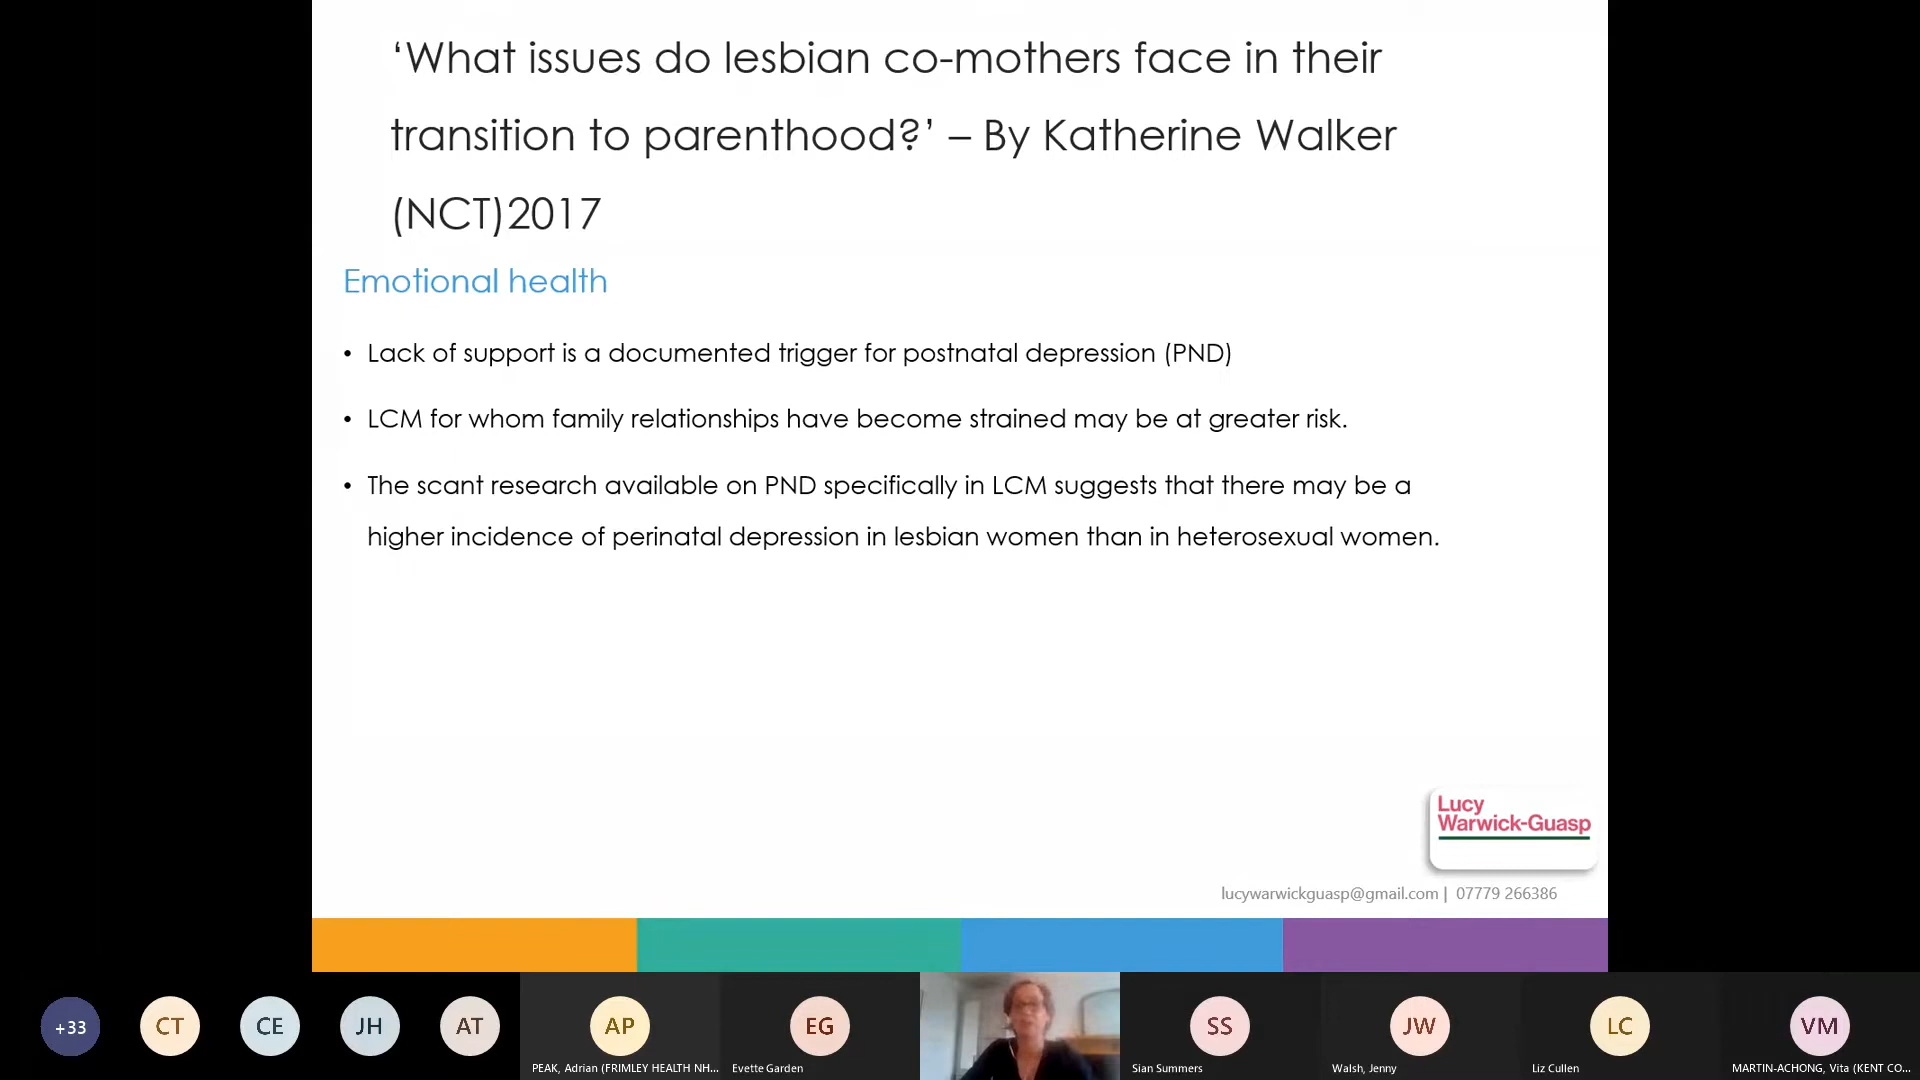 ‘What issues do lesbian co-mothers face in their
transition to parenthood?’ – By Katherine Walker
(NCT)2017
Emotional health
• Lack of support is a documented trigger for postnatal depression (PND)
• LCM for whom family relationships have become strained may be at greater risk.
• The scant research available on PND specifically in LCM suggests that there may be a
higher incidence of perinatal depression in lesbian women than in heterosexual women.
Lucy
Warwick-Guasp
lucywarwickguasp@gmail.com | 07779 266386
+33
CT
CE
JH
AT
AP
PEAK, Adrian (FRIMLEY HEALTH NH...
EG
Evette Garden
SS
Sian Summers
JW
Walsh, Jenny
LC
Liz Cullen
VM
MARTIN-ACHONG, Vita (KENT CO...